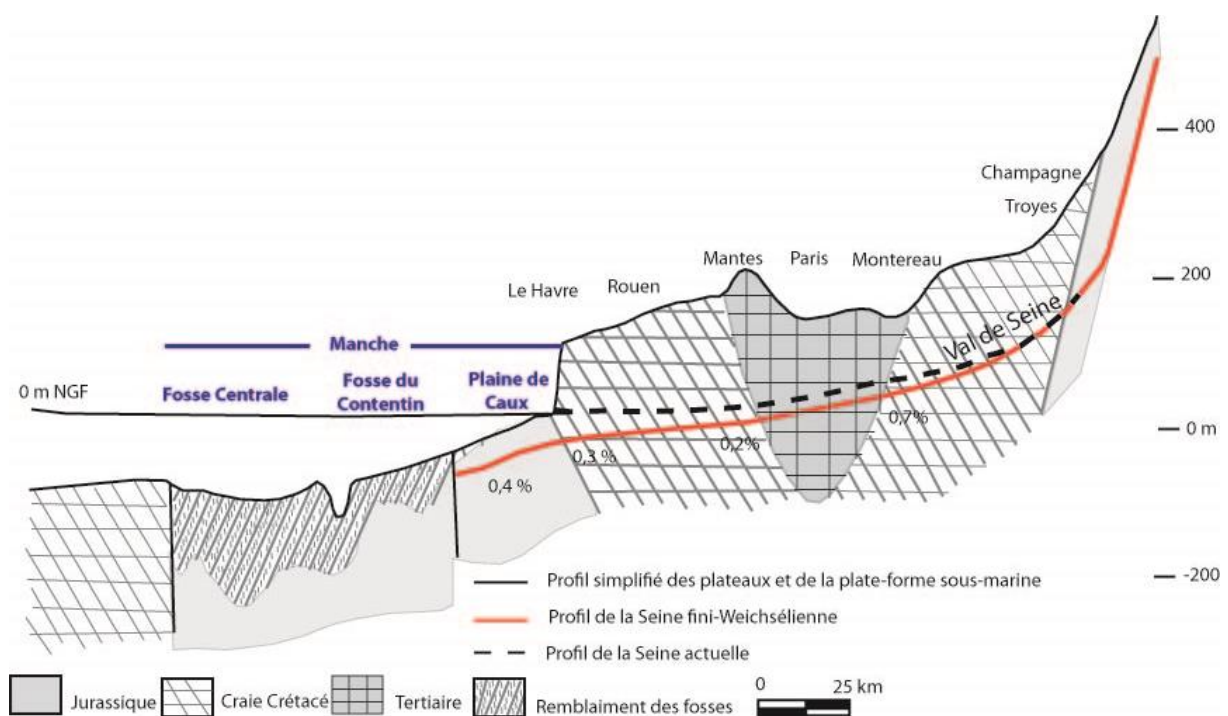 400
Champagne
Troyes
200
Mantes Paris Montereau
Le Havre Rouen
Val de Seine
Manche
0 m NGF
Fosse Centrale
Fosse du
Contentin
Plaine de
Caux
0 m
0,7%
0,2%
0,3 %
0,4 %
-200
Profil simplifié des plateaux et de la plate-forme sous-marine
Profil de la Seine fini-Weichsélienne
Profil de la Seine actuelle
0 25 km
Jurassique Craie Crétacé Tertiaire Remblaiment des fosses